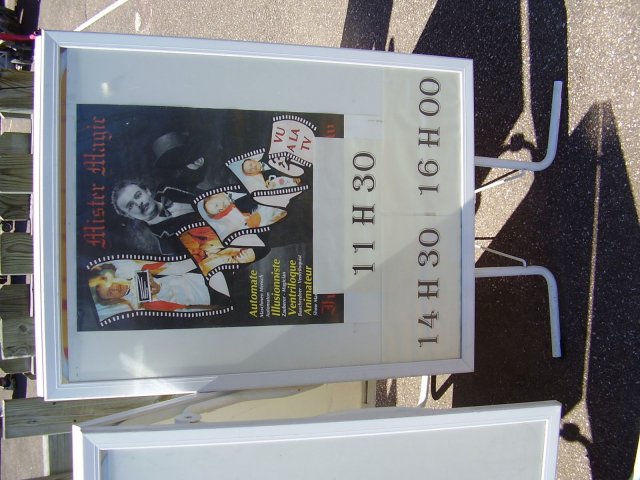 Mister Magic
VU
A LA
TV
Automate
Illusionniste
Ventriloque
Animateur
11 H 30
14 H 30 16 H 00